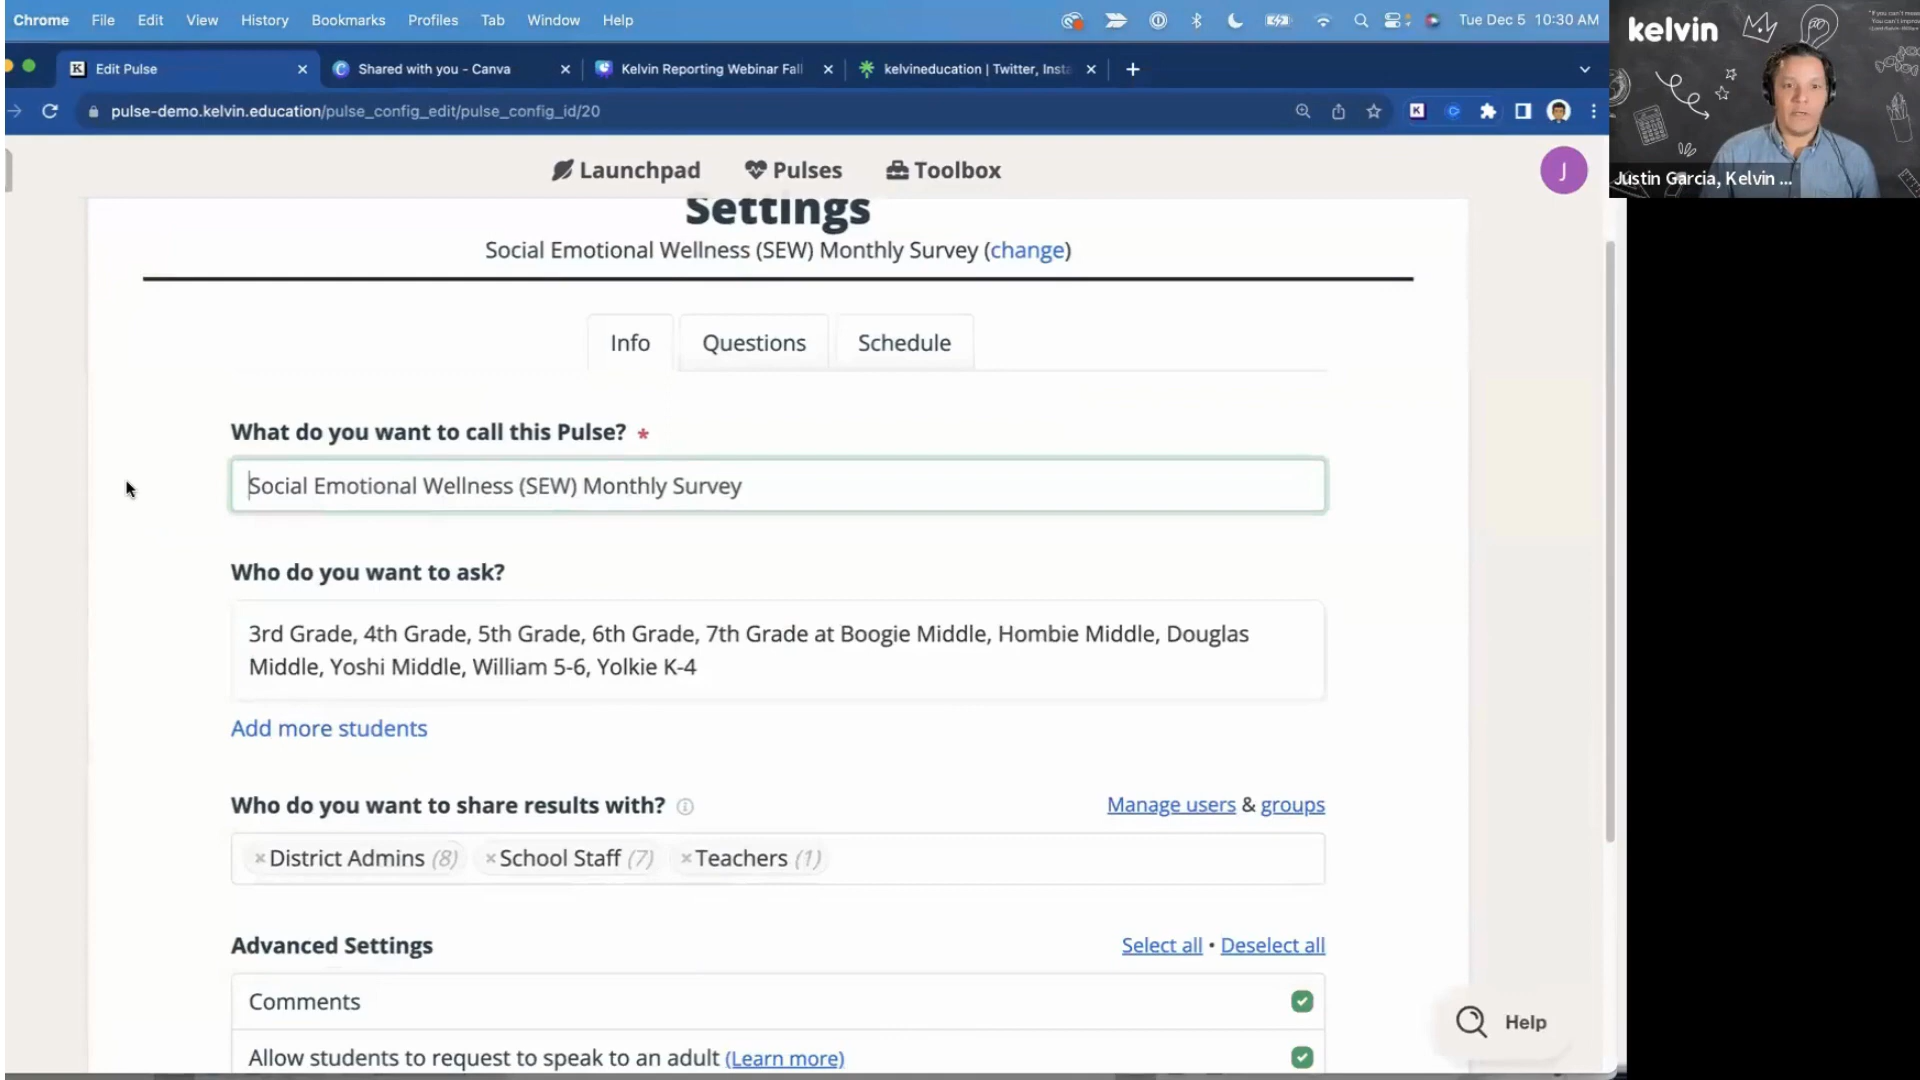 Chrome File Edit View History Bookmarks Profiles Tab Window Help
Tue Dec 5 10:30 AM
Edit Pulse
Shared with you - Canva
Kelvin Reporting Webinar Fall
kelvineducation | Twitter, Inst
pulse-demo.kelvin.education/pulse_config_edit/pulse_config_id/20
kelvin
Justin Garcia, Kelvin ...
Launchpad
Pulses
Toolbox
J
Settings
Social Emotional Wellness (SEW) Monthly Survey (change)
Info
Questions
Schedule
What do you want to call this Pulse? *
Social Emotional Wellness (SEW) Monthly Survey
Who do you want to ask?
3rd Grade, 4th Grade, 5th Grade, 6th Grade, 7th Grade at Boogie Middle, Hombie Middle, Douglas
Middle, Yoshi Middle, William 5-6, Yolkie K-4
Add more students
Who do you want to share results with?
Manage users & groups
×District Admins (8) ×School Staff (7) ×Teachers (1)
Advanced Settings
Select all • Deselect all
Comments
Allow students to request to speak to an adult (Learn more)
Help